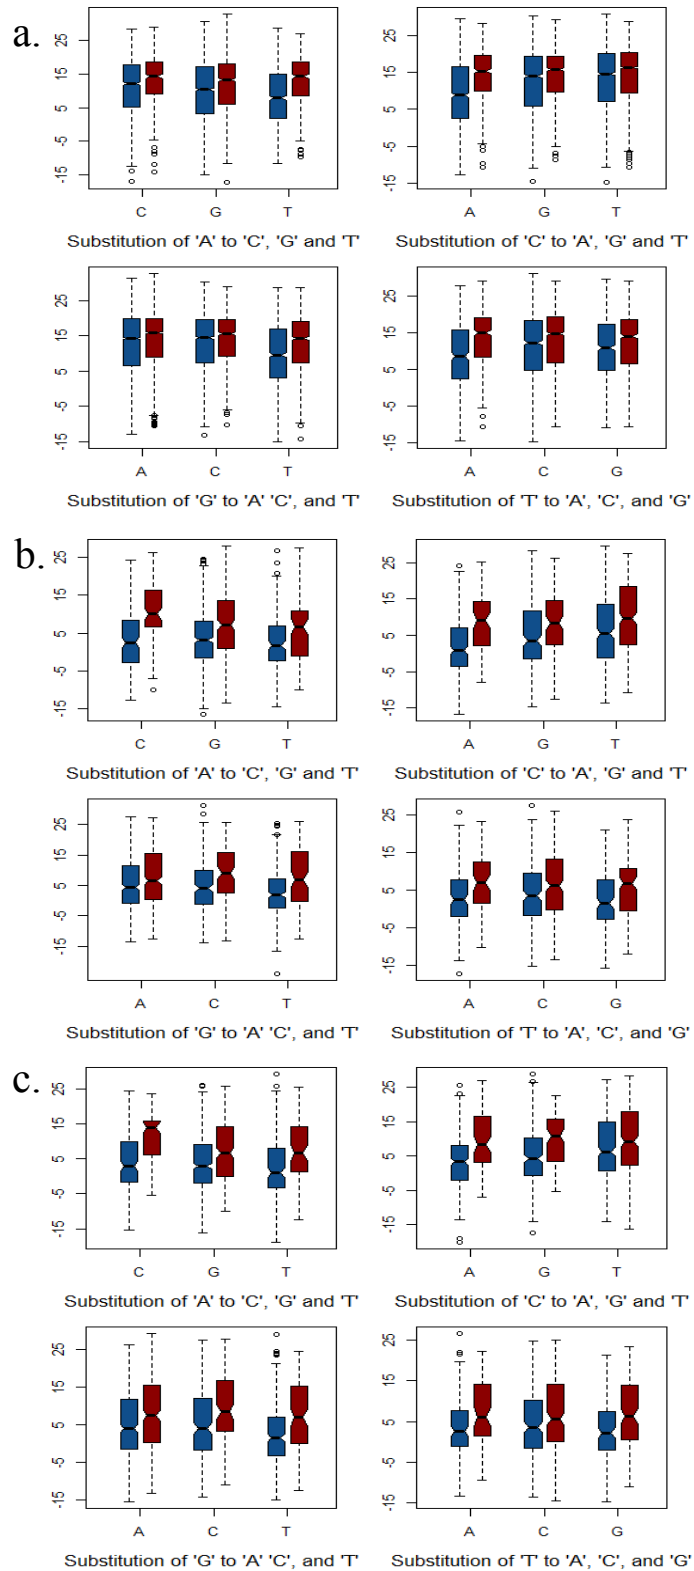 a.
25
15
5
-5
-15
C G T
Substitution of 'A' to 'C', 'G' and 'T'
25
15
5
-5
-15
A G T
Substitution of 'C' to 'A', 'G' and 'T'
25
15
5
-5
-15
A C T
Substitution of 'G' to 'A' 'C', and 'T'
25
15
5
-5
-15
A C G
Substitution of 'T' to 'A', 'C', and 'G'
b.
25
15
5
-5
-15
C G T
Substitution of 'A' to 'C', 'G' and 'T'
25
15
5
-5
-15
A G T
Substitution of 'C' to 'A', 'G' and 'T'
25
15
5
-5
-15
A C T
Substitution of 'G' to 'A' 'C', and 'T'
25
15
5
-5
-15
A C G
Substitution of 'T' to 'A', 'C', and 'G'
c.
25
15
5
-5
-15
C G T
Substitution of 'A' to 'C', 'G' and 'T'
25
15
5
-5
-15
A G T
Substitution of 'C' to 'A', 'G' and 'T'
25
15
5
-5
-15
A C T
Substitution of 'G' to 'A' 'C', and 'T'
25
15
5
-5
-15
A C G
Substitution of 'T' to 'A', 'C', and 'G'